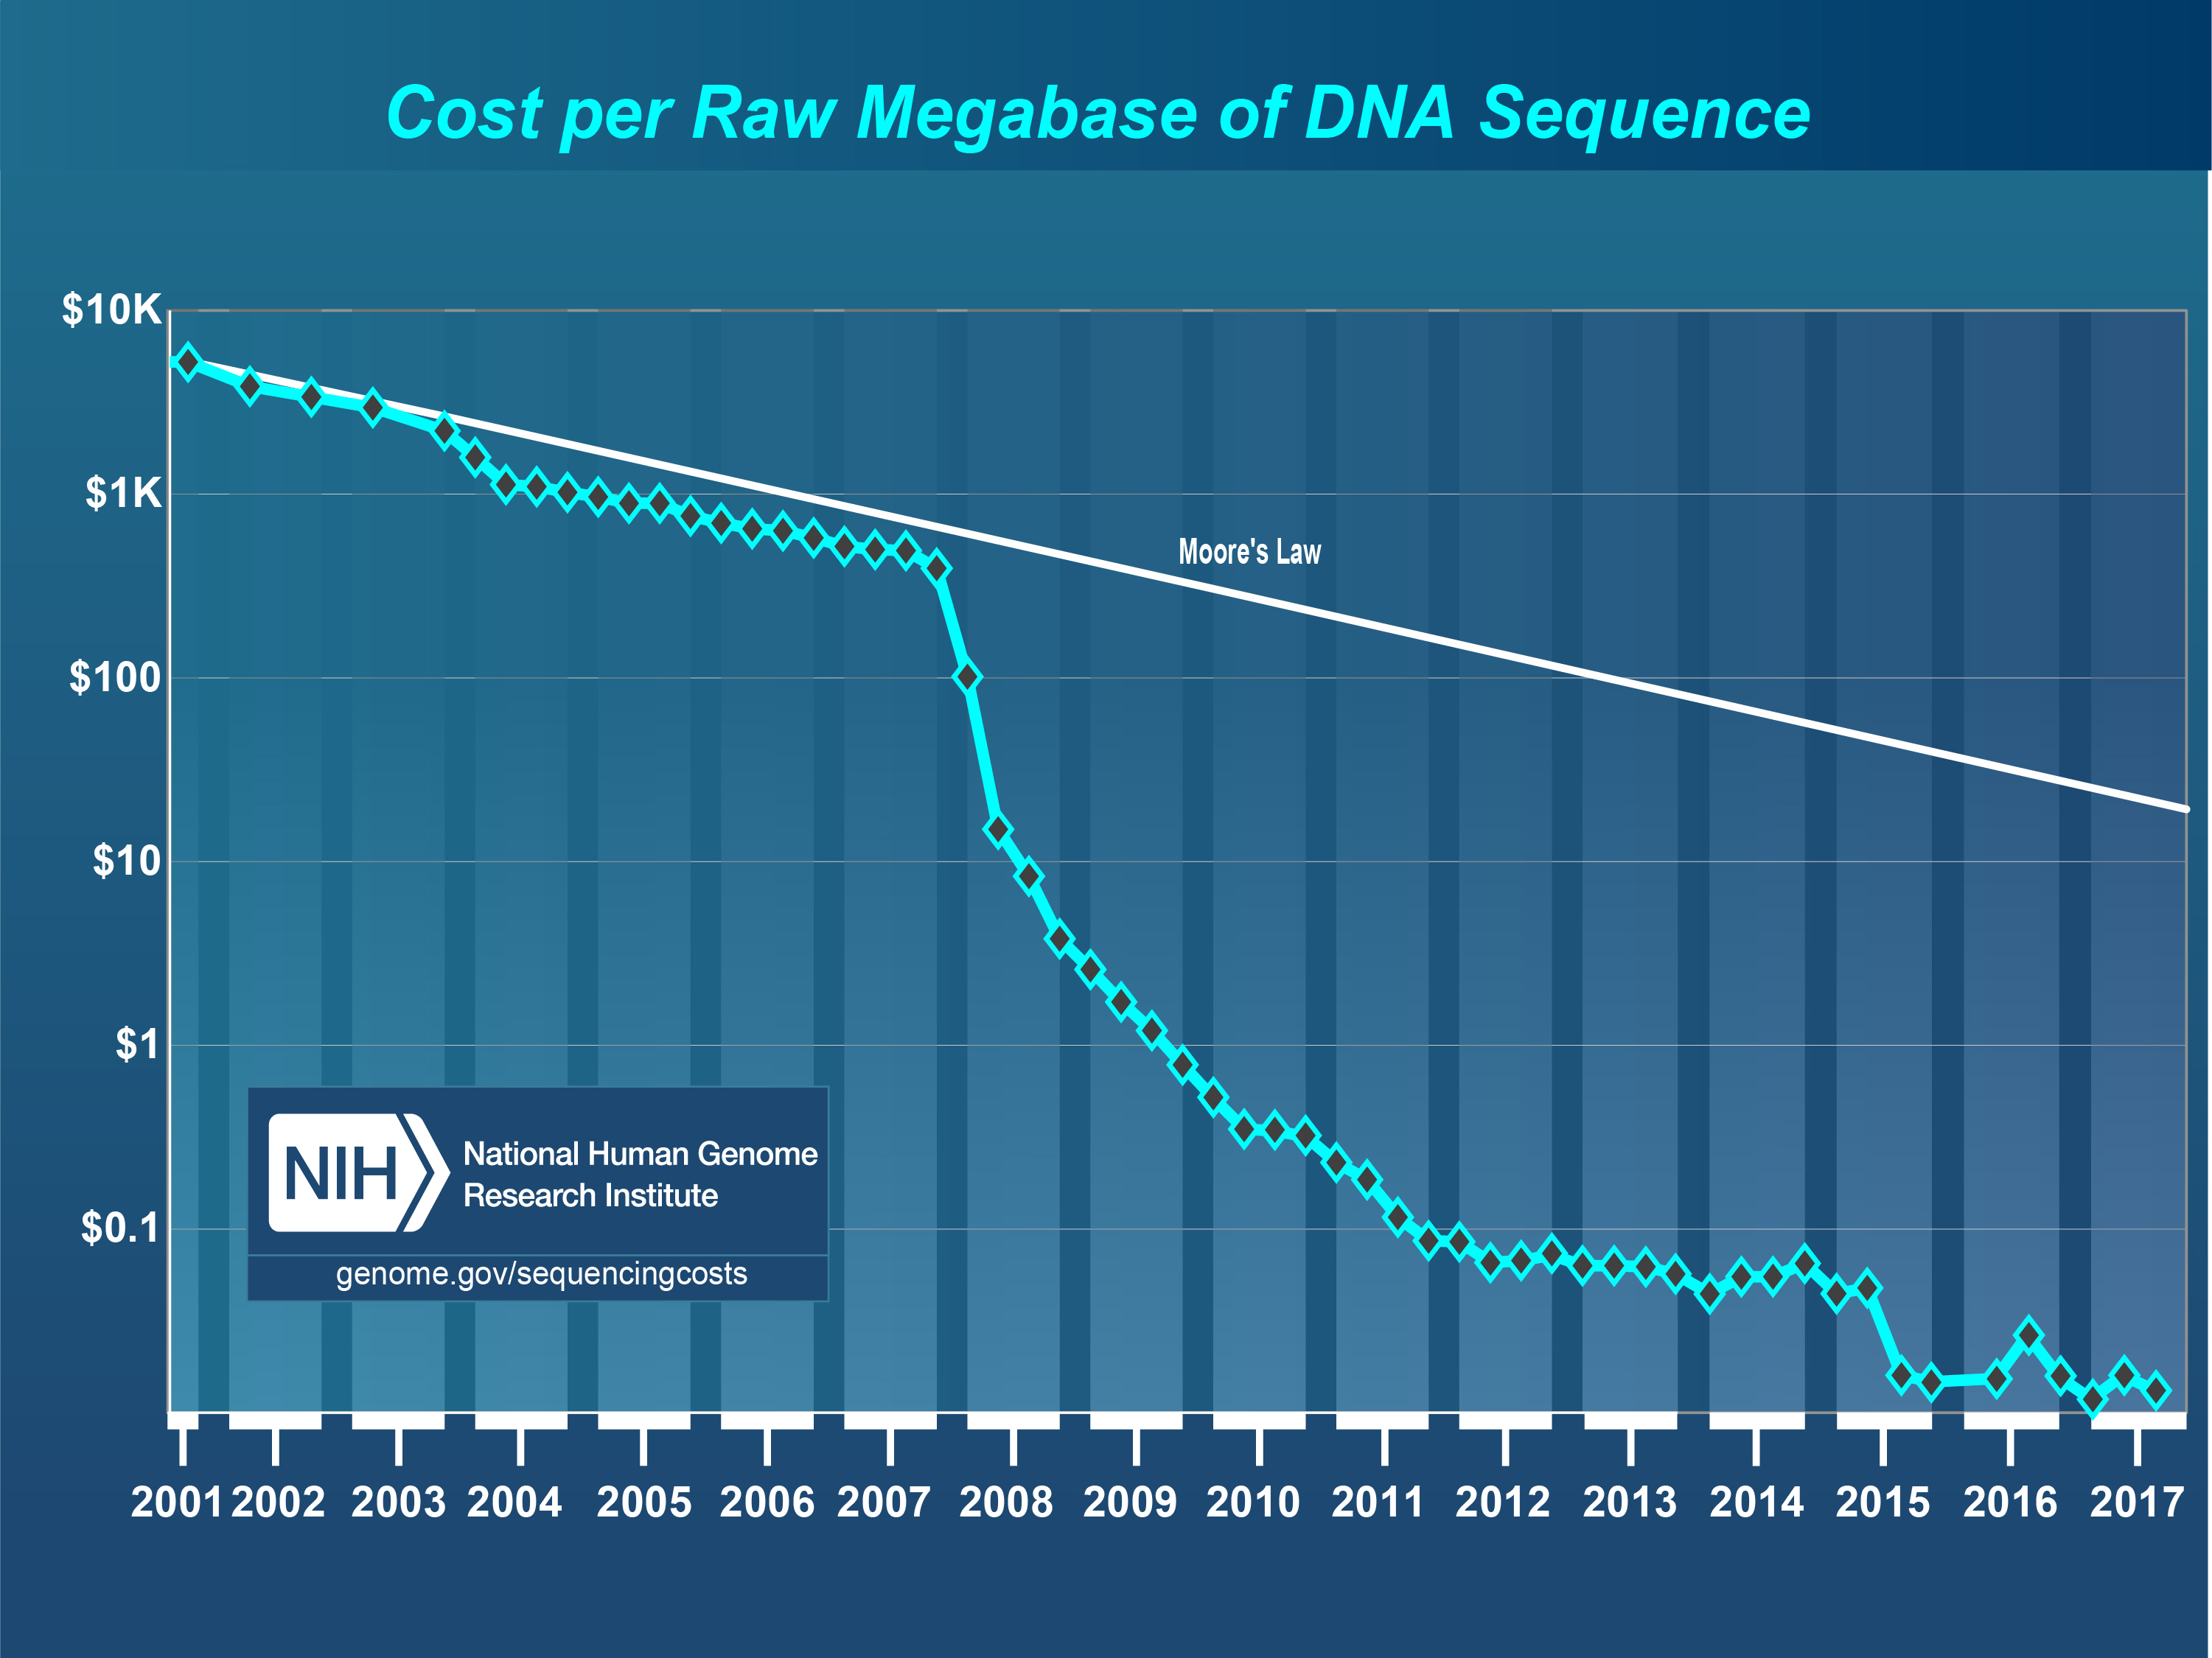 Cost per Raw Megabase of DNA Sequence
$10K
$1K
$100
$10
$1
$0.1
Moore's Law
NIH
National Human Genome
Research Institute
genome.gov/sequencingcosts
2001 2002 2003 2004 2005 2006 2007 2008 2009 2010 2011 2012 2013 2014 2015 2016 2017